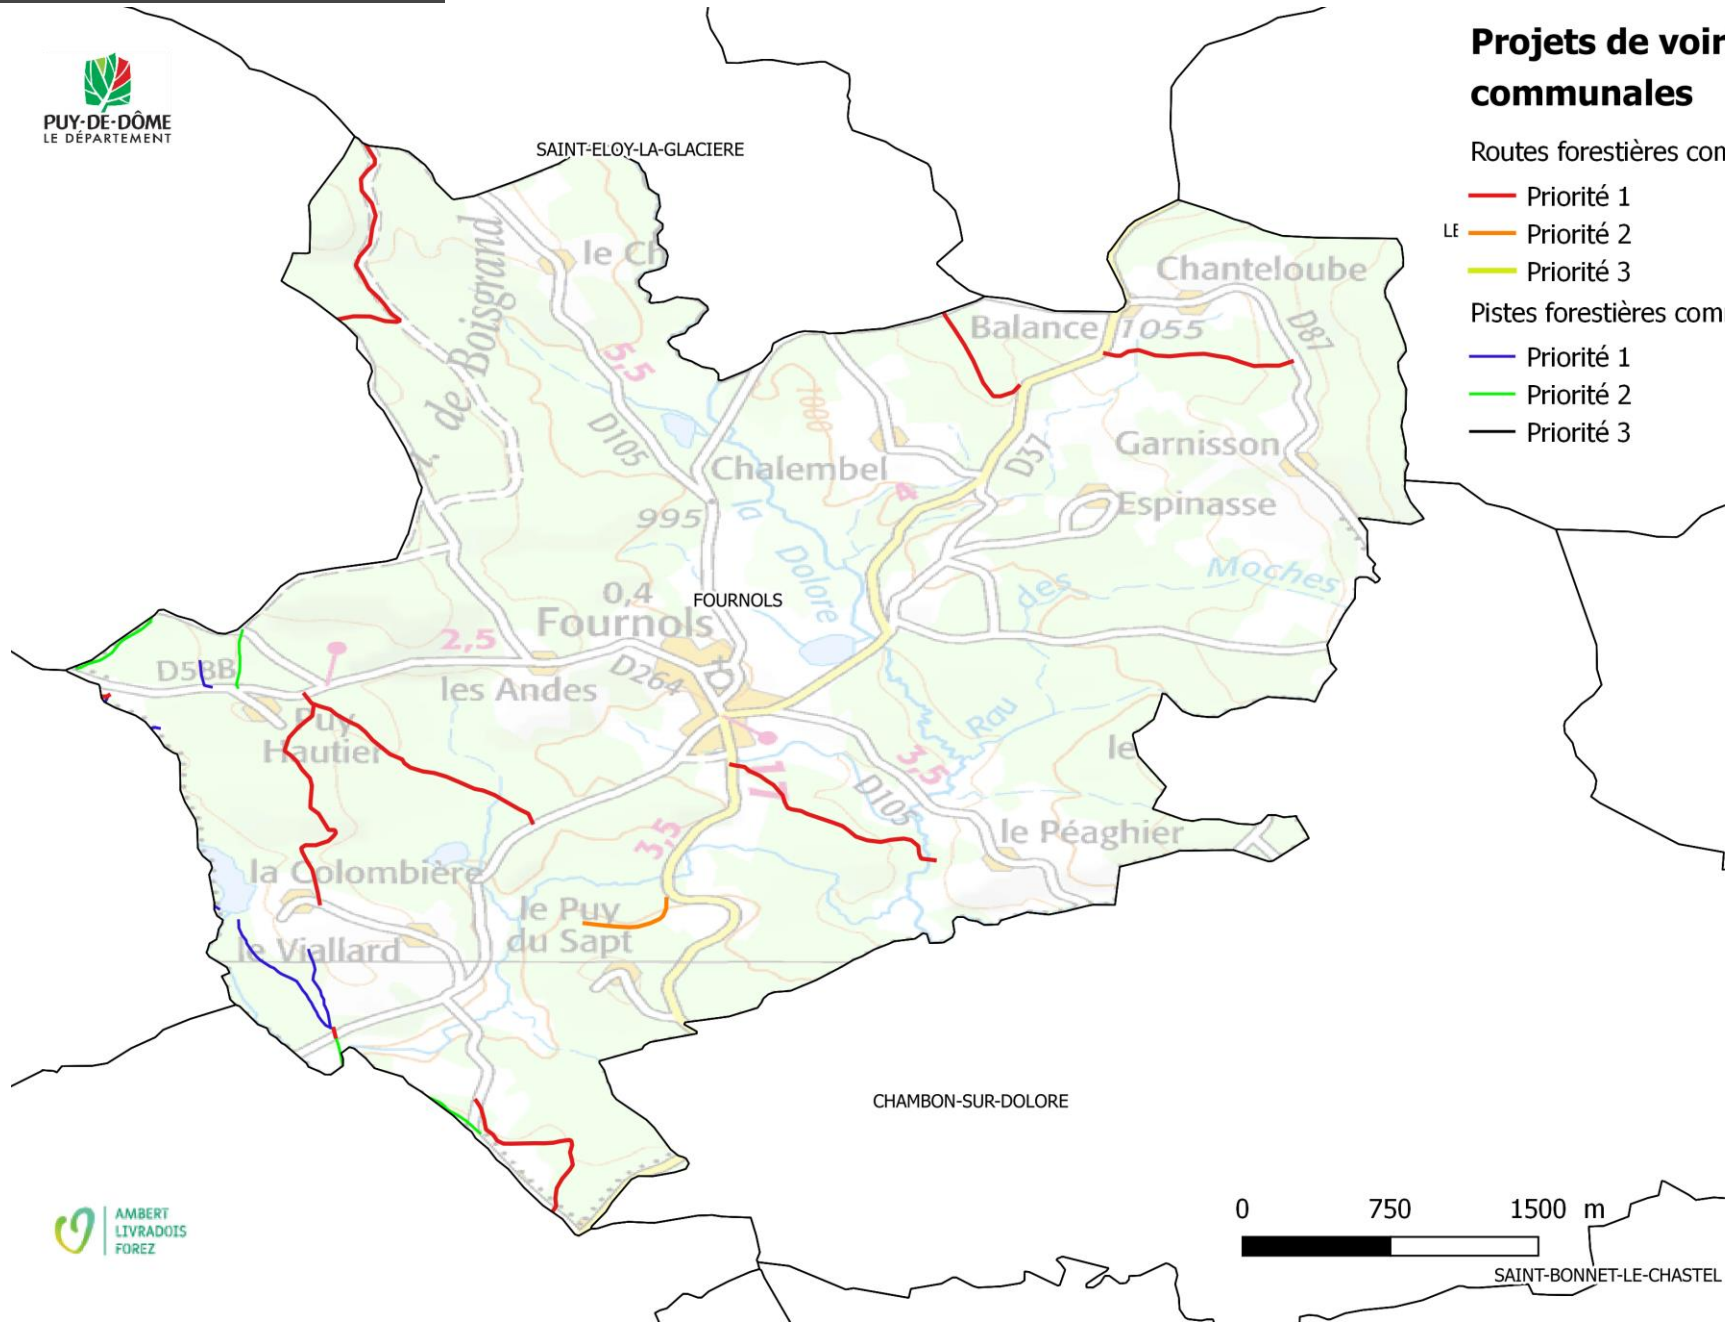 Projets de voir
communales
PUY-DE-DÔME
LE DÉPARTEMENT
SAINT-ELOY-LA-GLACIERE
Routes forestières con
Priorité 1
LE
Priorité 2
Priorité 3
Pistes forestières com
Priorité 1
Priorité 2
Priorité 3
le Ch
Chanteloube
de Boisgrand
Balance
1055
D87
5,5
1000
D105
D37
Garnisson
Chalembel
4
Espinasse
995
la Dolore
des
Moches
0,4
FOURNOLS
Fournols
2,5
D58B
D264
les Andes
Rau
Puy
Hautier
le
3,5
1,1
D105
3,5
le Péaghier
la Colombière
le Puy
du Sapt
le Viallard
CHAMBON-SUR-DOLORE
AMBERT
LIVRADOIS
FOREZ
0 750 1500 m
SAINT-BONNET-LE-CHASTEL